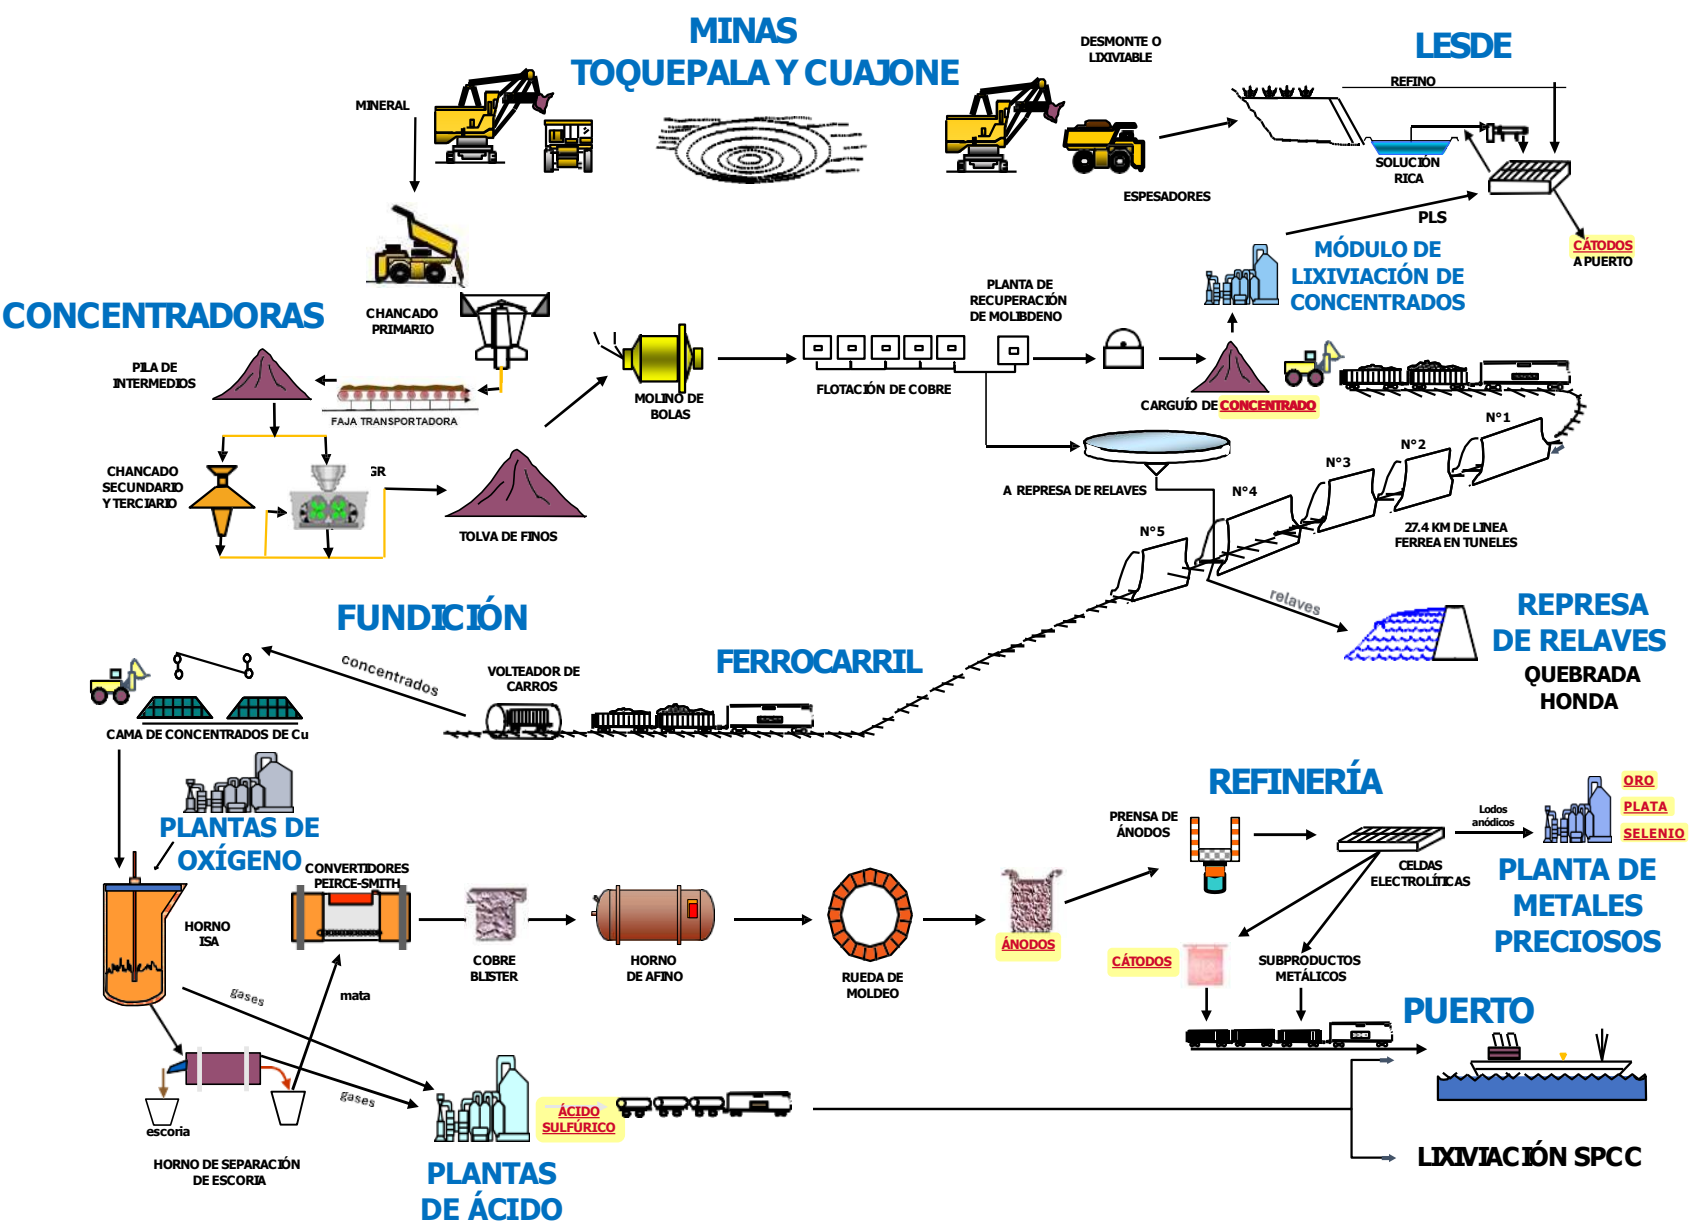 MINAS
TOQUEPALA Y CUAJONE
DESMONTE O
LIXIVIABLE
LESDE
REFINO
MINERAL
SOLUCIÓN
RICA
ESPESADORES
PLS
CÁTODOS
A PUERTO
MÓDULO DE
LIXIVIACIÓN DE
CONCENTRADOS
CONCENTRADORAS
CHANCADO
PRIMARIO
PLANTA DE
RECUPERACIÓN
DE MOLIBDENO
PILA DE
INTERMEDIOS
FAJA TRANSPORTADORA
MOLINO DE
BOLAS
FLOTACIÓN DE COBRE
CARGUÍO DE CONCENTRADO
N°1
N°2
N°3
N°4
N°5
CHANCADO
SECUNDARIO
Y TERCIARIO
GR
TOLVA DE FINOS
A REPRESA DE RELAVES
27.4 KM DE LINEA
FERREA EN TUNELES
relaves
REPRESA
DE RELAVES
QUEBRADA
HONDA
FUNDICIÓN
concentrados
VOLTEADOR DE
CARROS
FERROCARRIL
CAMA DE CONCENTRADOS DE Cu
PLANTAS DE
OXÍGENO
REFINERÍA
PRENSA DE
ÁNODOS
Lodos
anódicos
ORO
PLATA
SELENIO
CELDAS
ELECTROLÍTICAS
PLANTA DE
METALES
PRECIOSOS
CONVERTIDORES
PEIRCE-SMITH
HORNO
ISA
COBRE
BLISTER
HORNO
DE AFINO
RUEDA DE
MOLDEO
ÁNODOS
CÁTODOS
SUBPRODUCTOS
METÁLICOS
gases
mata
PUERTO
gases
escoria
HORNO DE SEPARACIÓN
DE ESCORIA
ÁCIDO
SULFÚRICO
PLANTAS
DE ÁCIDO
LIXIVIACIÓN SPCC